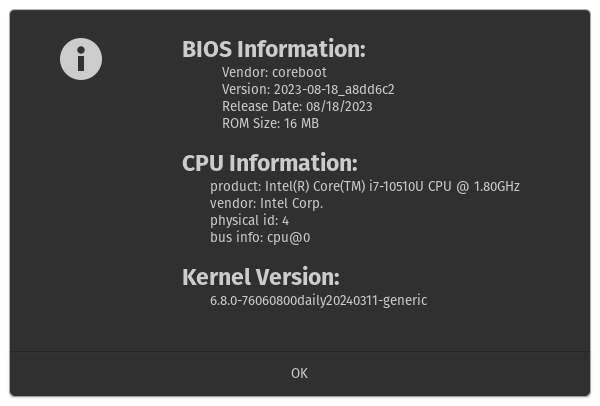 BIOS Information:
Vendor: coreboot
Version: 2023-08-18_a8dd6c2
Release Date: 08/18/2023
ROM Size: 16 MB
CPU Information:
product: Intel(R) Core(TM) i7-10510U CPU @ 1.80GHz
vendor: Intel Corp.
physical id: 4
bus info: cpu@0
Kernel Version:
6.8.0-76060800daily20240311-generic
OK